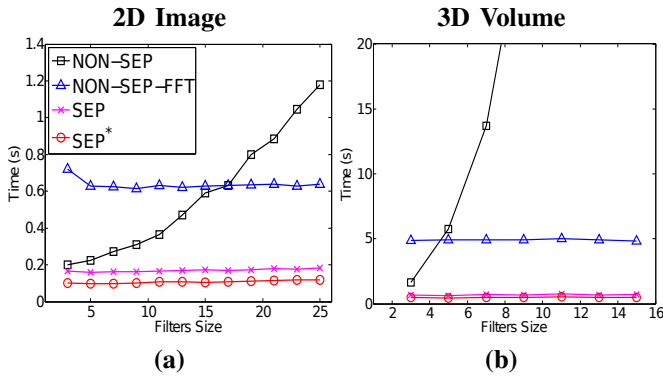 2D Image
3D Volume
1.4
1.2
1
0.8
0.6
0.4
0.2
0
Time (s)
NON−SEP
NON−SEP−FFT
SEP
SEP*
5
10
15
20
25
Filters Size
(a)
20
15
10
5
0
Time (s)
2
4
6
8
10
12
14
16
Filters Size
(b)